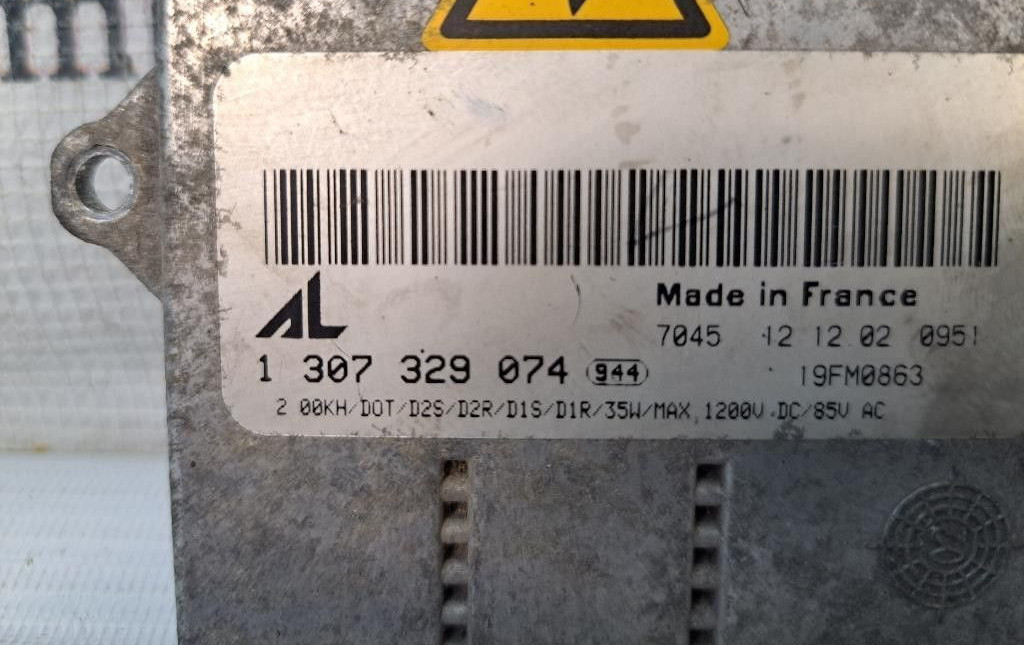 AL
Made in France
7045 12 12 02 0951
1 307 329 074 944
19FM0863
2 00KH/DOT/D2S/D2R/D1S/D1R/35W/MAX, 1200V DC/85V AC